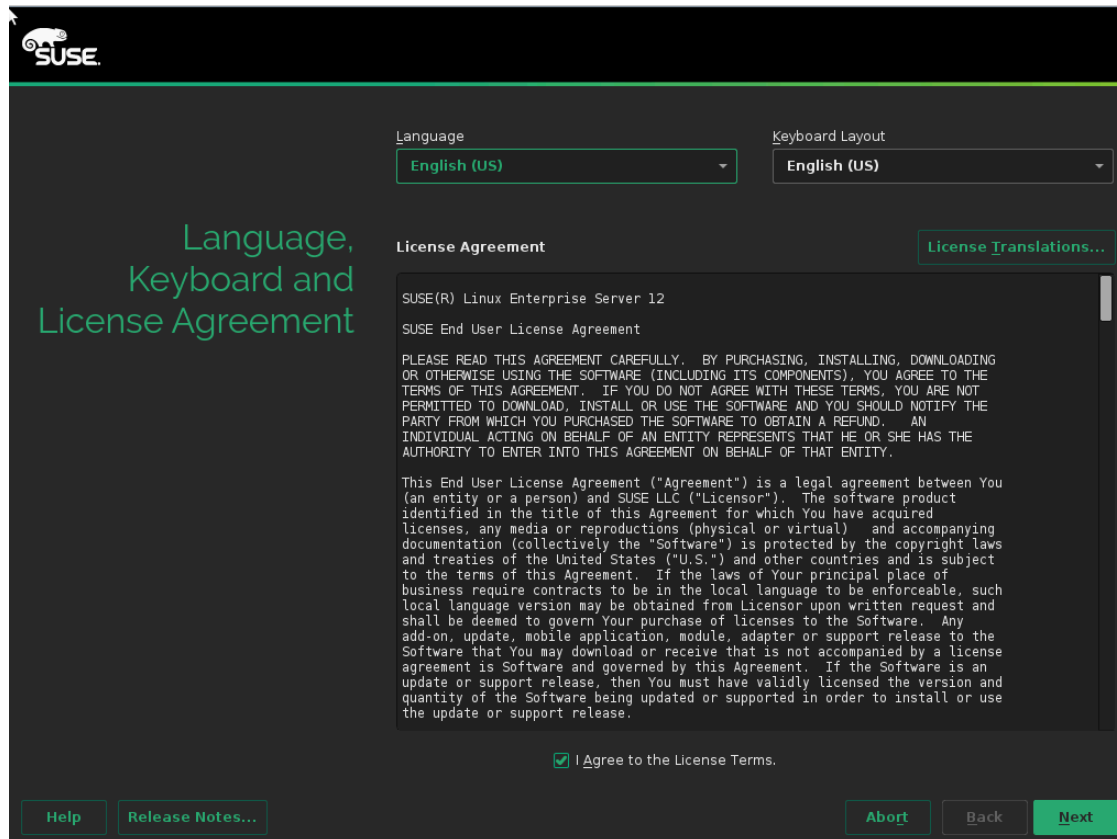 SUSE.
Language
Keyboard Layout
English (US)
English (US)
Language,
Keyboard and
License Agreement
License Agreement
License Translations...
SUSE(R) Linux Enterprise Server 12
SUSE End User License Agreement
PLEASE READ THIS AGREEMENT CAREFULLY.  BY PURCHASING, INSTALLING, DOWNLOADING
OR OTHERWISE USING THE SOFTWARE (INCLUDING ITS COMPONENTS), YOU AGREE TO THE
TERMS OF THIS AGREEMENT.  IF YOU DO NOT AGREE WITH THESE TERMS, YOU ARE NOT
PERMITTED TO DOWNLOAD, INSTALL OR USE THE SOFTWARE AND YOU SHOULD NOTIFY THE
PARTY FROM WHICH YOU PURCHASED THE SOFTWARE TO OBTAIN A REFUND.   AN
INDIVIDUAL ACTING ON BEHALF OF AN ENTITY REPRESENTS THAT HE OR SHE HAS THE
AUTHORITY TO ENTER INTO THIS AGREEMENT ON BEHALF OF THAT ENTITY.
This End User License Agreement ("Agreement") is a legal agreement between You
(an entity or a person) and SUSE LLC ("Licensor").  The software product
identified in the title of this Agreement for which You have acquired
licenses, any media or reproductions (physical or virtual)   and accompanying
documentation (collectively the "Software") is protected by the copyright laws
and treaties of the United States ("U.S.") and other countries and is subject
to the terms of this Agreement.  If the laws of Your principal place of
business require contracts to be in the local language to be enforceable, such
local language version may be obtained from Licensor upon written request and
shall be deemed to govern Your purchase of licenses to the Software.  Any
add-on, update, mobile application, module, adapter or support release to the
Software that You may download or receive that is not accompanied by a license
agreement is Software and governed by this Agreement.  If the Software is an
update or support release, then You must have validly licensed the version and
quantity of the Software being updated or supported in order to install or use
the update or support release.
I Agree to the License Terms.
Help
Release Notes...
Abort
Back
Next